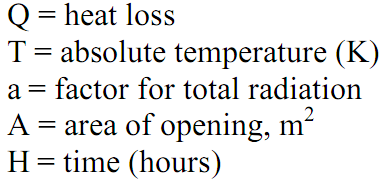 Q = heat loss
T = absolute temperature (K)
a = factor for total radiation
A = area of opening, m²
H = time (hours)